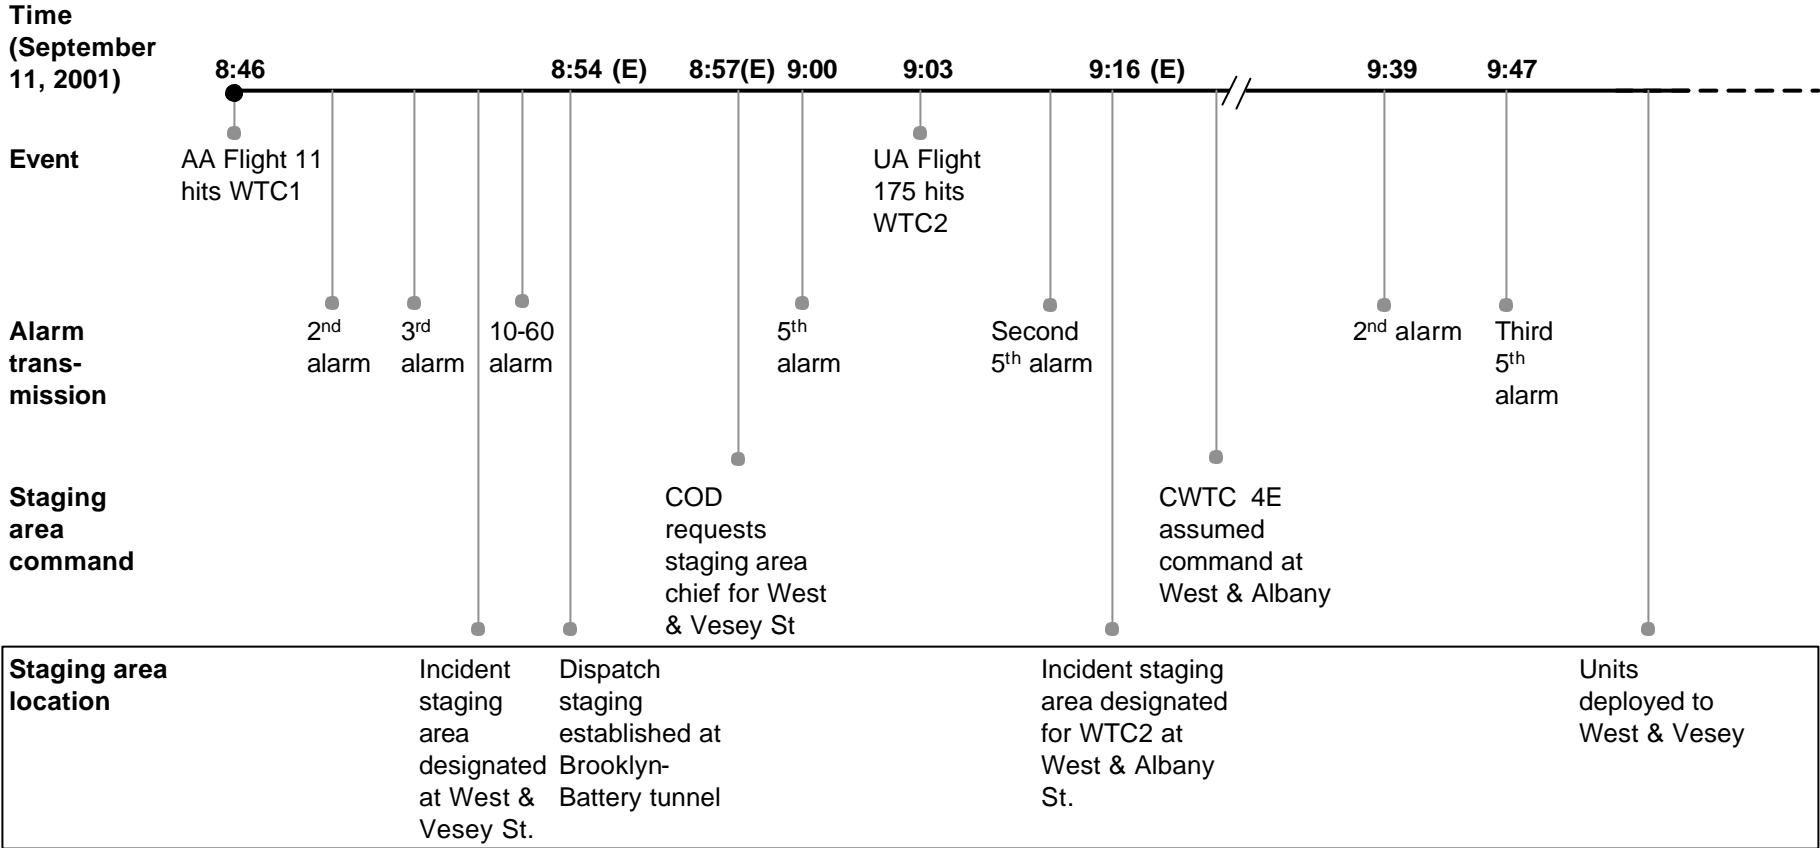 Time
(September
11, 2001)
8:46
8:54 (E)
8:57(E)
9:00
9:03
9:16 (E)
9:39
9:47
Event
AA Flight 11
hits WTC1
UA Flight
175 hits
WTC2
Alarm
trans-
mission
2nd
alarm
3rd
alarm
10-60
alarm
5th
alarm
Second
5th alarm
2nd alarm
Third
5th
alarm
Staging
area
command
COD
requests
staging area
chief for West
& Vesey St
CWTC 4E
assumed
command at
West & Albany
Staging area
location
Incident
staging
area
designated
at West &
Vesey St.
Dispatch
staging
established at
Brooklyn-
Battery tunnel
Incident staging
area designated
for WTC2 at
West & Albany
St.
Units
deployed to
West & Vesey